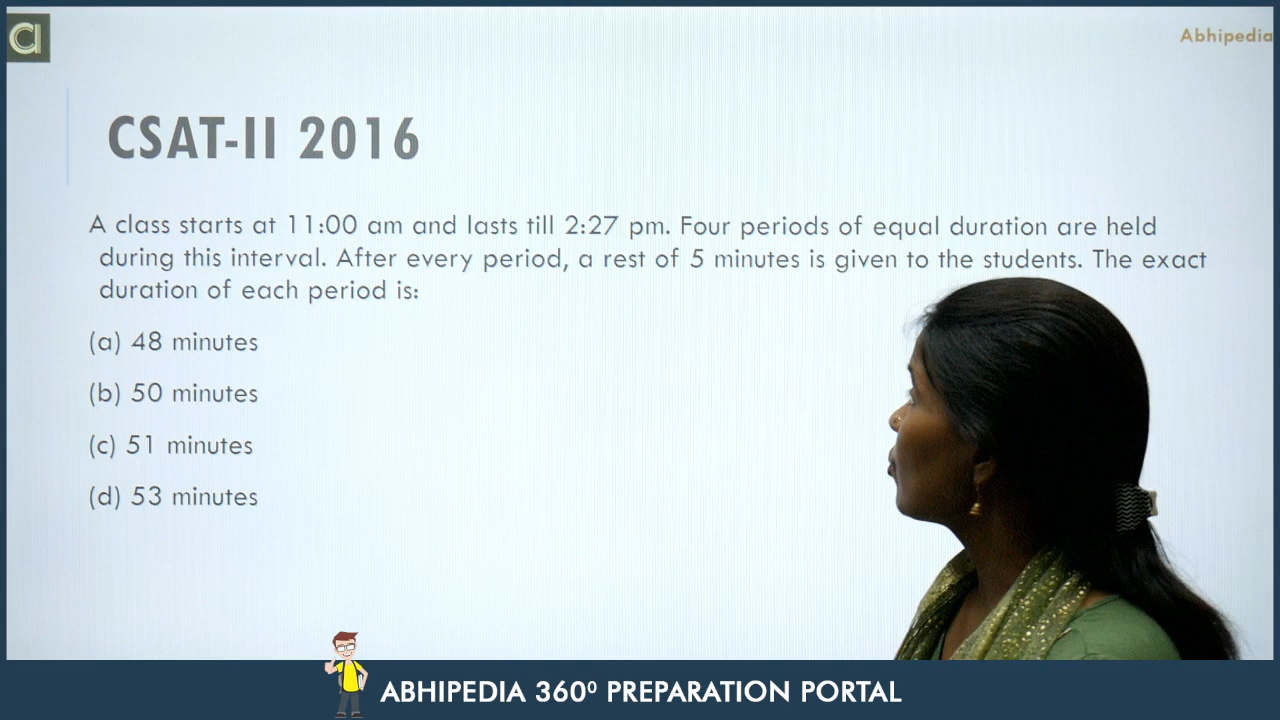 Abhipedia
CSAT-II 2016
A class starts at 11:00 am and lasts till 2:27 pm. Four periods of equal duration are held
during this interval. After every period, a rest of 5 minutes is given to the students. The exact
duration of each period is:
(a) 48 minutes
(b) 50 minutes
(c) 51 minutes
(d) 53 minutes
ABHIPEDIA 360⁰ PREPARATION PORTAL